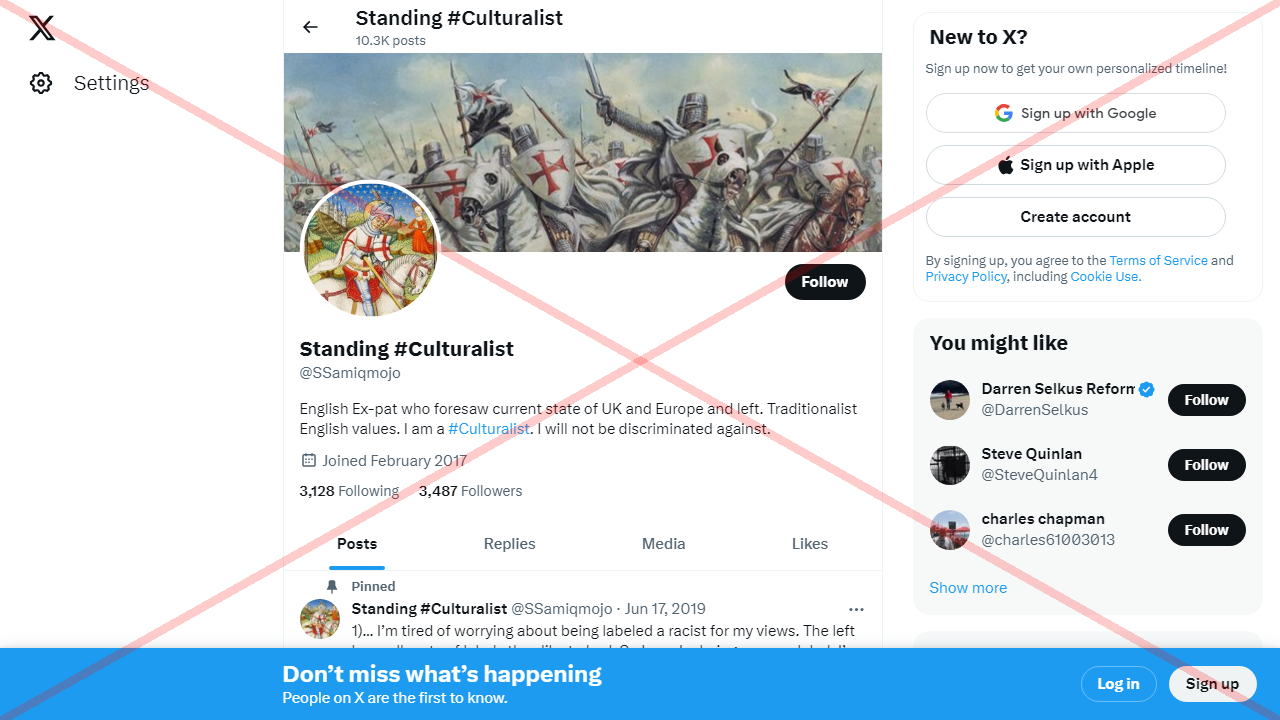 Settings
Standing #Culturalist
10.3K posts
Follow
Standing #Culturalist
@SSamiqmojo
English Ex-pat who foresaw current state of UK and Europe and left. Traditionalist
English values. I am a #Culturalist. I will not be discriminated against.
Joined February 2017
3,128 Following 3,487 Followers
Posts Replies Media Likes
Pinned
Standing #Culturalist @SSamiqmojo · Jun 17, 2019
1)... I’m tired of worrying about being labeled a racist for my views. The left
New to X?
Sign up now to get your own personalized timeline!
Sign up with Google
Sign up with Apple
Create account
By signing up, you agree to the Terms of Service and
Privacy Policy, including Cookie Use.
You might like
Darren Selkus Reform
@DarrenSelkus
Follow
Steve Quinlan
@SteveQuinlan4
Follow
charles chapman
@charles61003013
Follow
Show more
Don’t miss what’s happening
People on X are the first to know.
Log in
Sign up